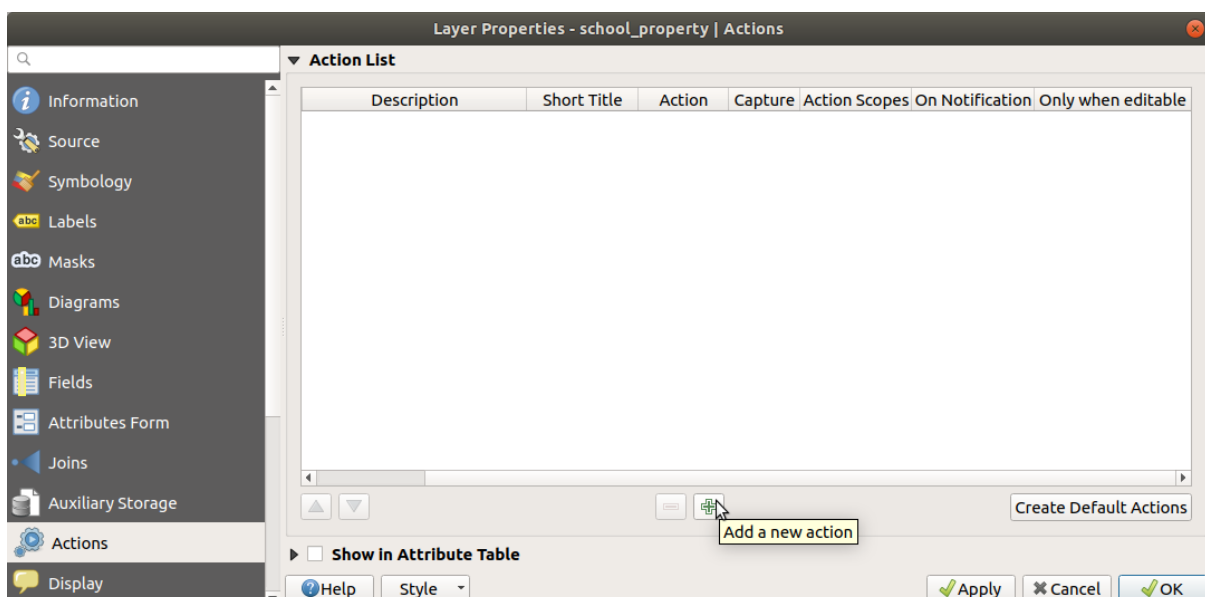 Layer Properties - school_property | Actions
Information
Source
Symbology
abc Labels
abc Masks
Diagrams
3D View
Fields
Attributes Form
Joins
Auxiliary Storage
Actions
Display
Action List
Description Short Title Action Capture Action Scopes On Notification Only when editable
Create Default Actions
Add a new action
Show in Attribute Table
Help Style Apply Cancel OK